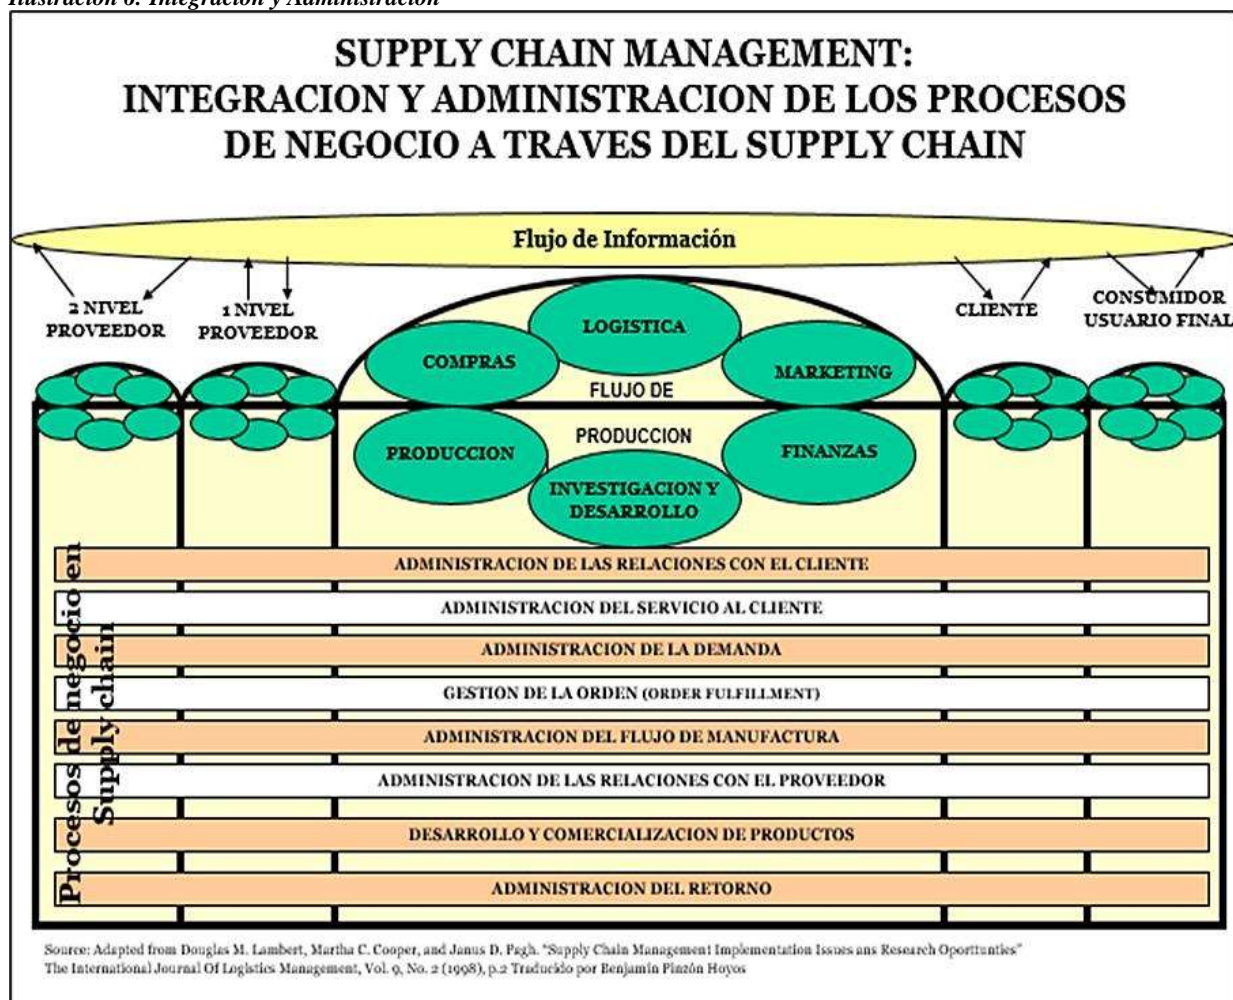 Ilustración 6: Integración y Administración
SUPPLY CHAIN MANAGEMENT:
INTEGRACION Y ADMINISTRACION DE LOS PROCESOS
DE NEGOCIO A TRAVES DEL SUPPLY CHAIN
Flujo de Información
2 NIVEL
PROVEEDOR
1 NIVEL
PROVEEDOR
CLIENTE
CONSUMIDOR
USUARIO FINAL
LOGISTICA
COMPRAS
MARKETING
FLUJO DE
PRODUCCION
PRODUCCION
FINANZAS
INVESTIGACION Y
DESARROLLO
Procesos de negocio en
Supply chain
ADMINISTRACION DE LAS RELACIONES CON EL CLIENTE
ADMINISTRACION DEL SERVICIO AL CLIENTE
ADMINISTRACION DE LA DEMANDA
GESTION DE LA ORDEN (ORDER FULFILLMENT)
ADMINISTRACION DEL FLUJO DE MANUFACTURA
ADMINISTRACION DE LAS RELACIONES CON EL PROVEEDOR
DESARROLLO Y COMERCIALIZACION DE PRODUCTOS
ADMINISTRACION DEL RETORNO
Source: Adapted from Douglas M. Lambert, Martha C. Cooper, and Janus D. Pagh. "Supply Chain Management Implementation Issues ans Research Oporttunties"
The International Journal Of Logistics Management, Vol. 9, No. 2 (1998), p.2 Traducido por Benjamin Pinzón Hoyos